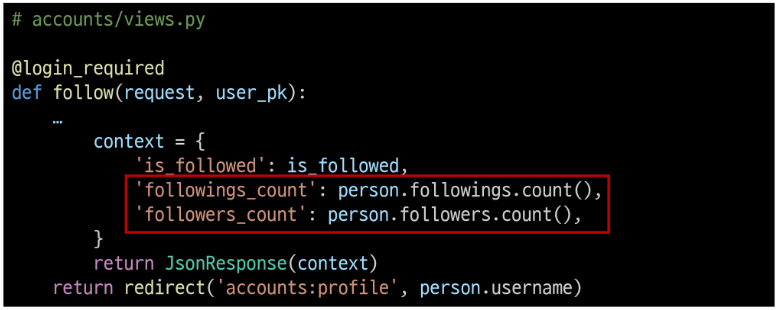 # accounts/views.py
@login_required
def follow(request, user_pk):
…
context = {
'is_followed': is_followed,
'followings_count': person.followings.count(),
'followers_count': person.followers.count(),
}
return JsonResponse(context)
return redirect('accounts:profile', person.username)